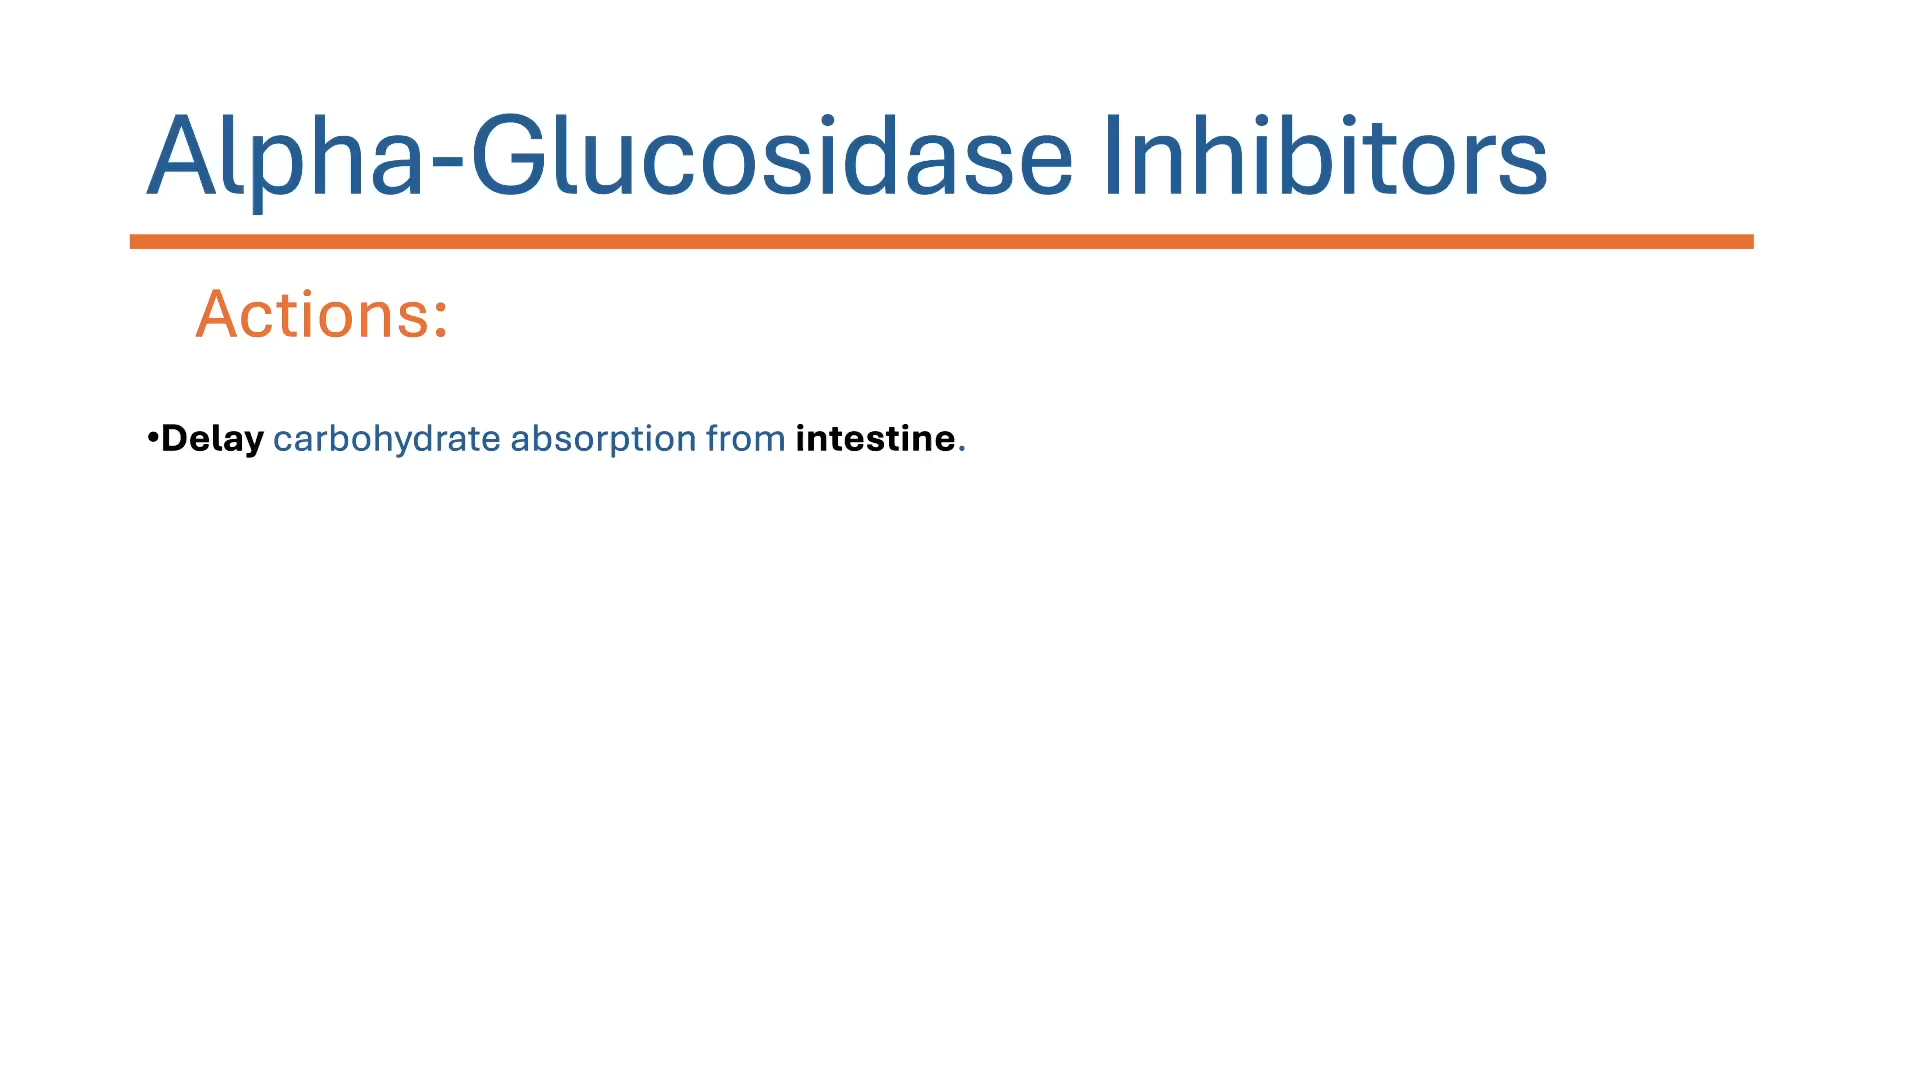 Alpha-Glucosidase Inhibitors
Actions:
•Delay carbohydrate absorption from intestine.